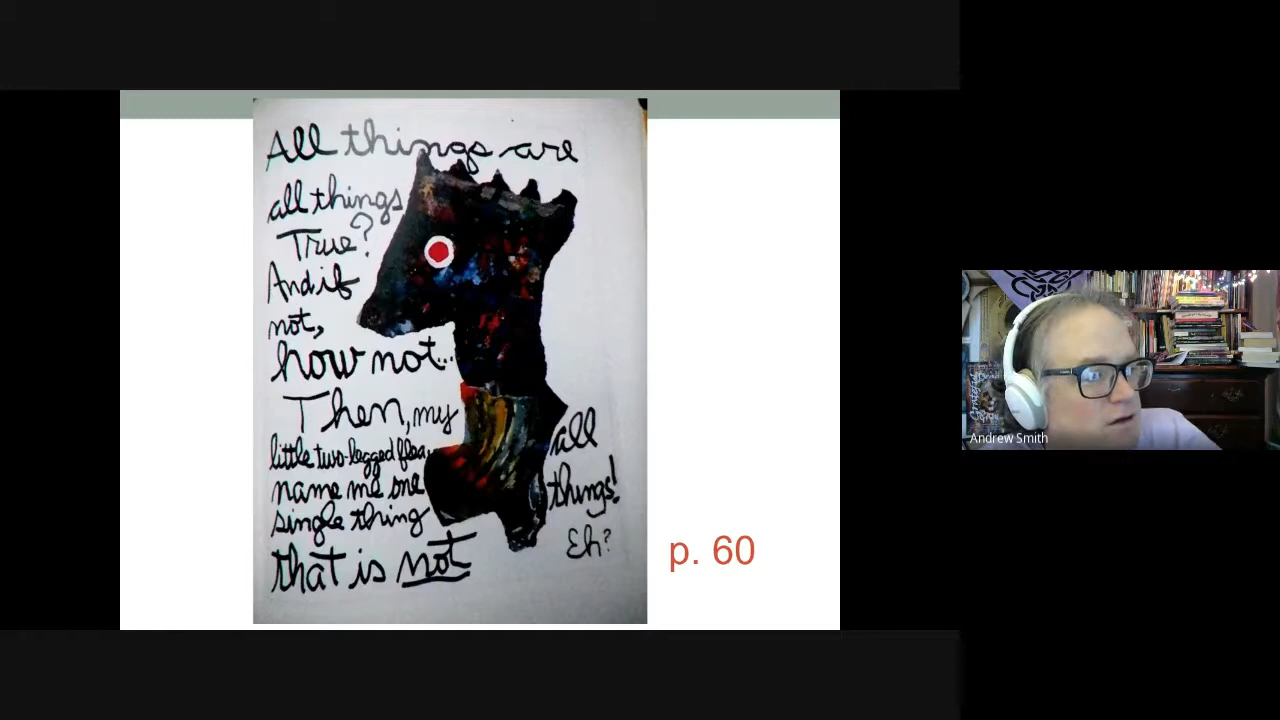 All things are
all things
True?
And if
not,
how not...
Then, my
little two-legged flea,
name me one
single thing
that is not
all
things!
Eh?
p. 60
Andrew Smith